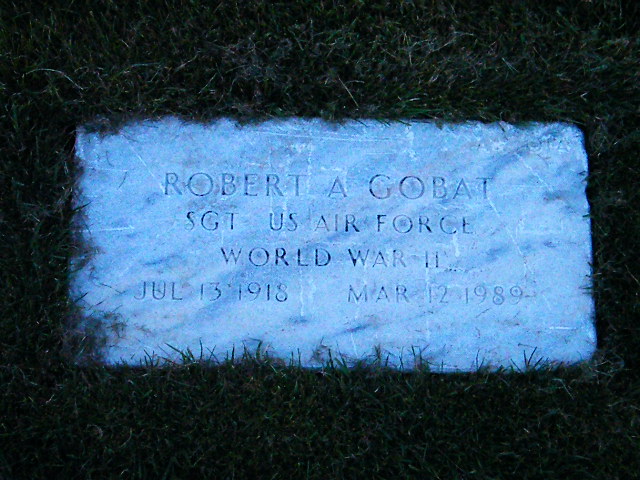 ROBERT A GOBAT
SGT US AIR FORCE
WORLD WAR II
JUL 13 1918 MAR 12 1989